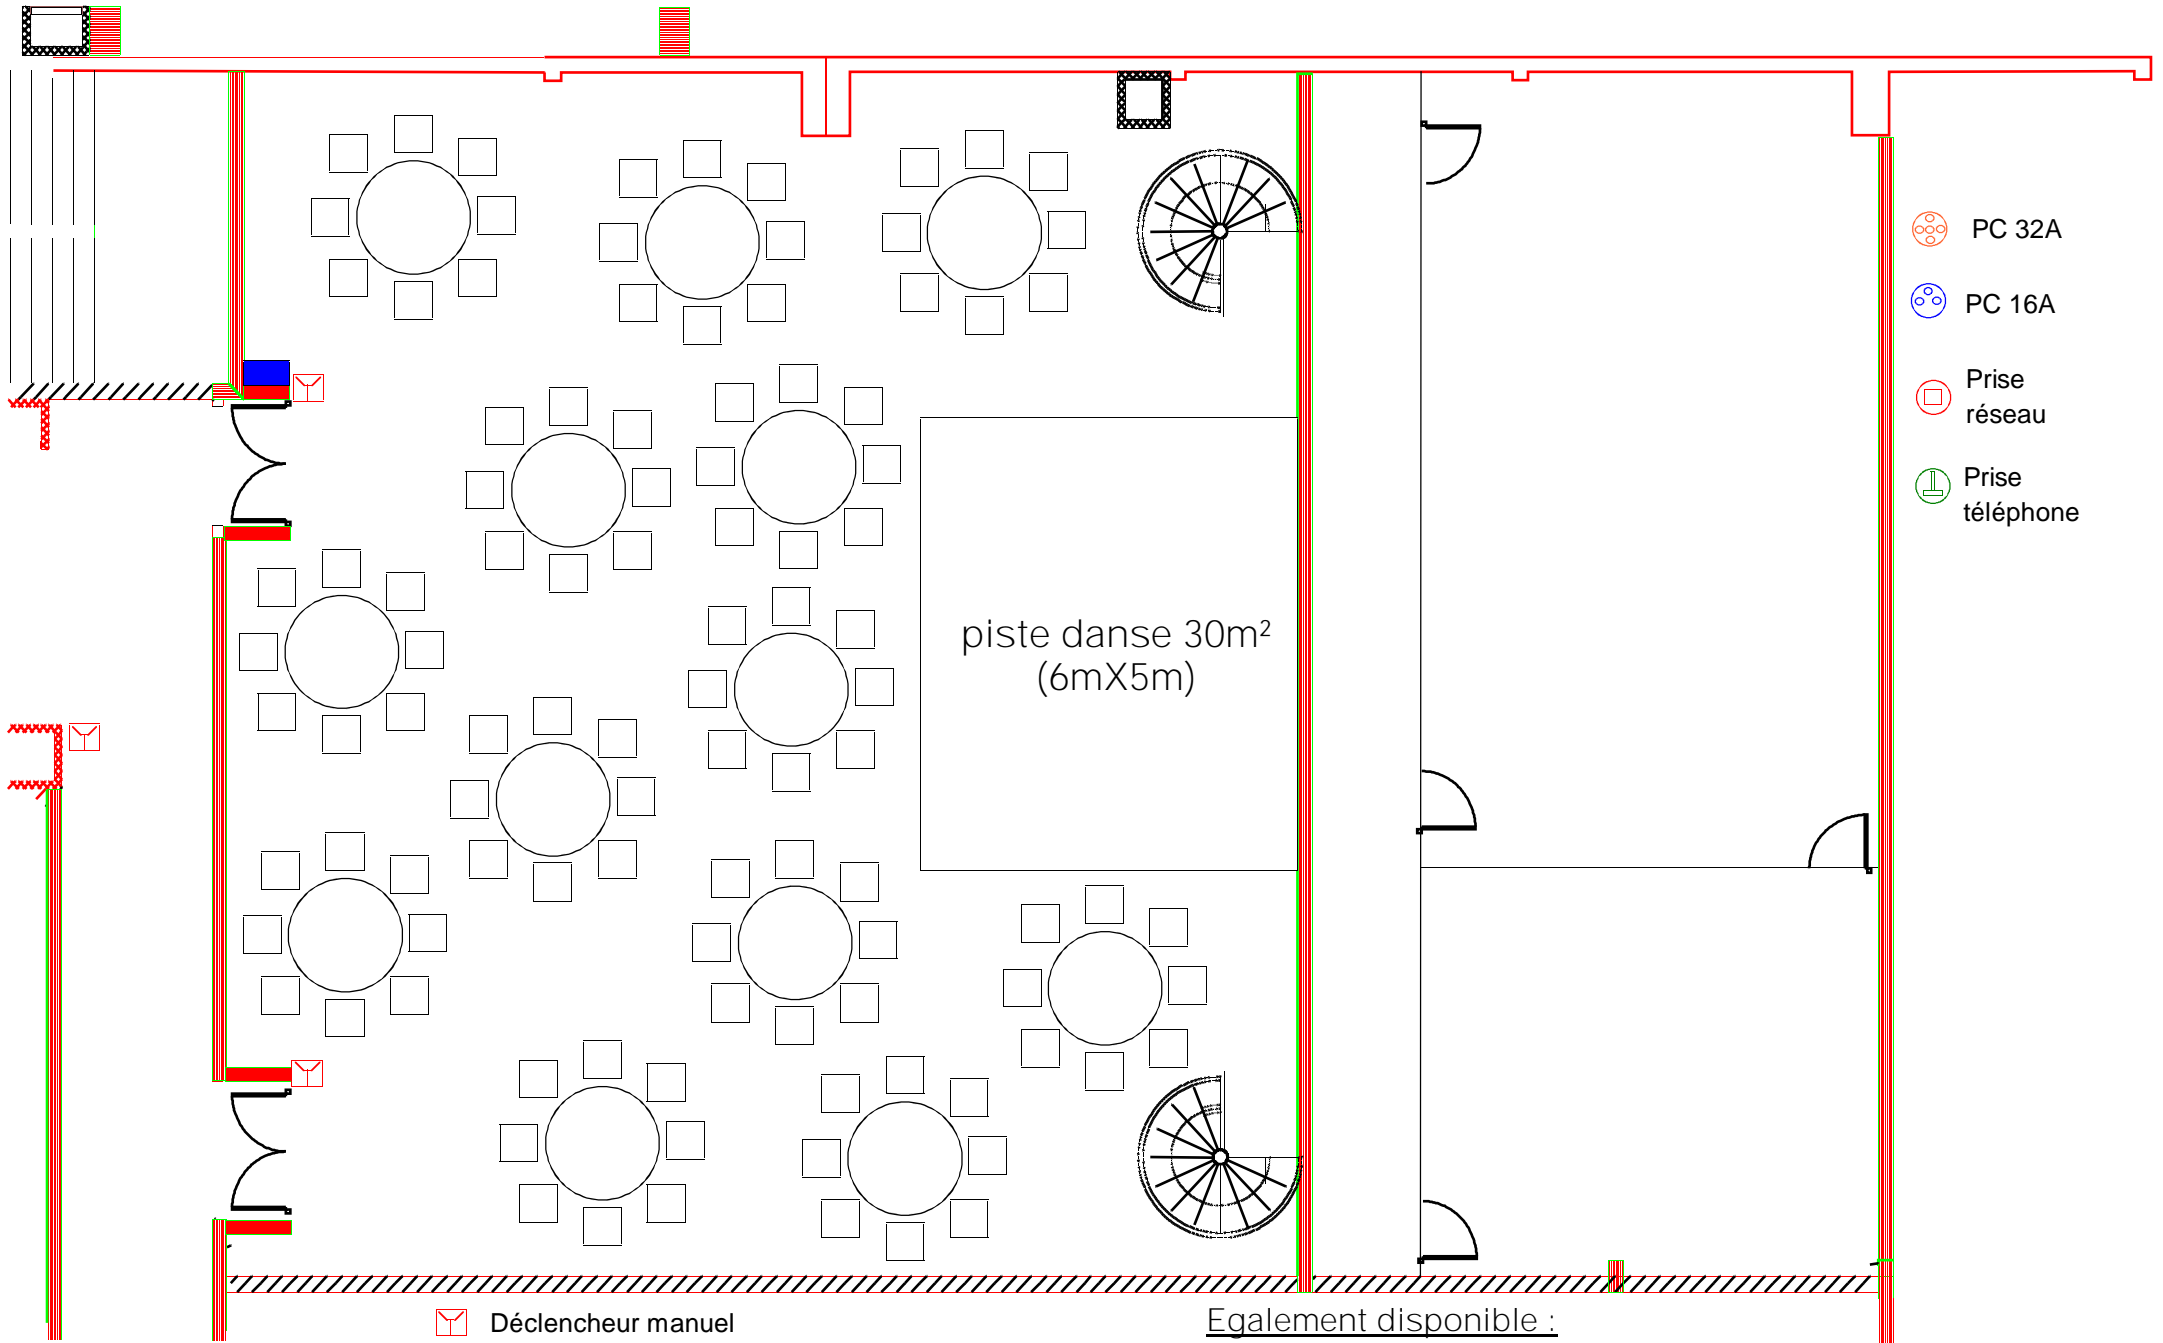 PC 32A
PC 16A
Prise
réseau
Prise
téléphone
piste danse 30m²
(6mX5m)
Déclencheur manuel
Egalement disponible :